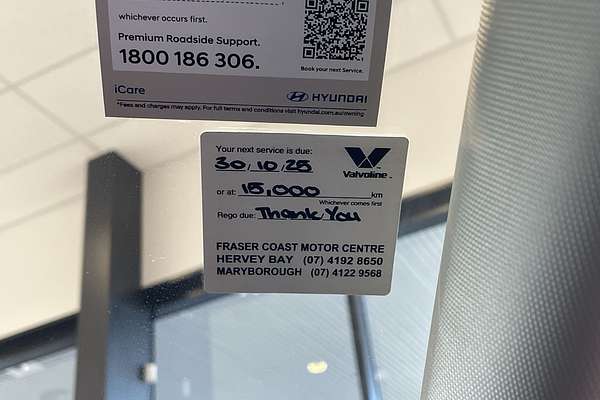 whichever occurs first.
Premium Roadside Support.
1800 186 306.
Book your next Service.
iCare
HYUNDAI
*Fees and charges may apply. For full terms and conditions visit hyundai.com.au/owning
Your next service is due:
30/10/25
Valvoline
or at: 15,000 km
Whichever comes first
Rego due: Thank You
FRASER COAST MOTOR CENTRE
HERVEY BAY (07) 4192 8650
MARYBOROUGH (07) 4122 9568